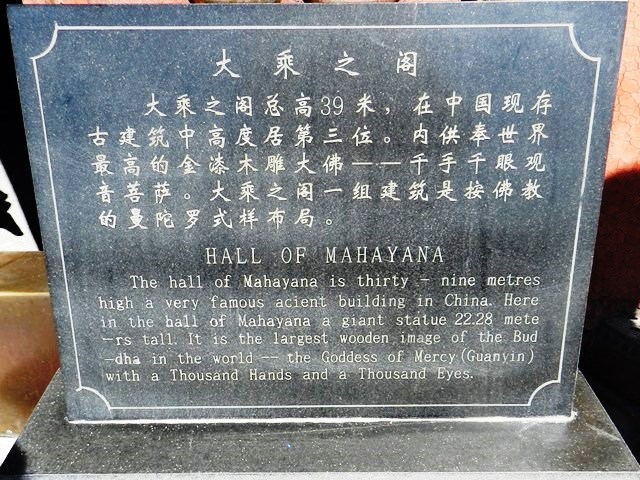 大乘之阁
大乘之阁总高39米，在中国现存
古建筑中高度居第三位。内供奉世界
最高的金漆木雕大佛——千手千眼观
音菩萨。大乘之阁一组建筑是按佛教
的曼陀罗式样布局。
HALL OF MAHAYANA
The hall of Mahayana is thirty - nine metres
high a very famous acient building in China. Here
in the hall of Mahayana a giant statue 22.28 mete
-rs tall. It is the largest wooden image of the Bud
-dha in the world -- the Goddess of Mercy(Guanyin)
with a Thousand Hands and a Thousand Eyes.